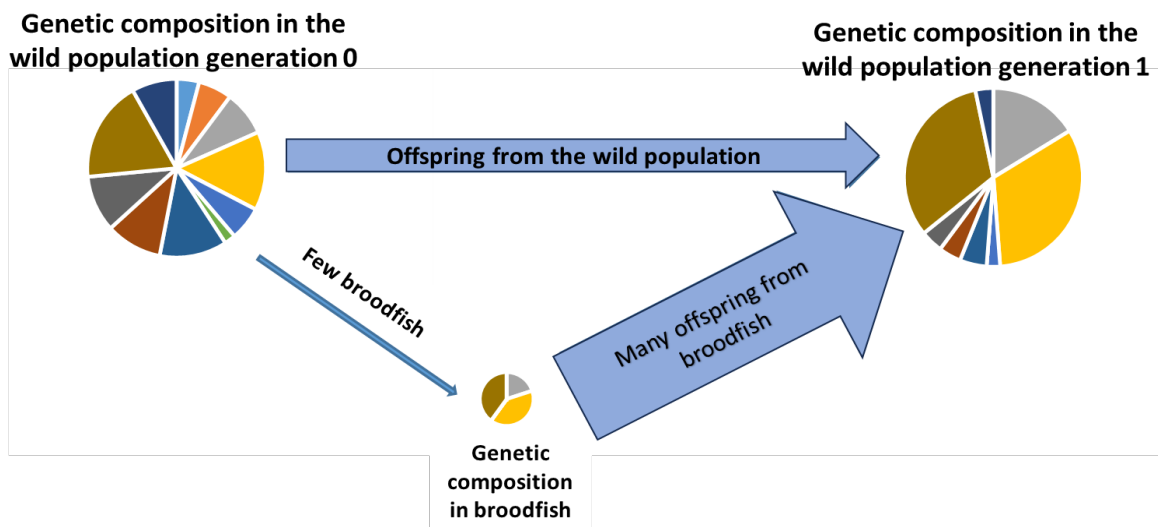 Genetic composition in the
wild population generation 0
Genetic composition in the
wild population generation 1
Offspring from the wild population
Few broodfish
Many offspring from
broodfish
Genetic
composition
in broodfish